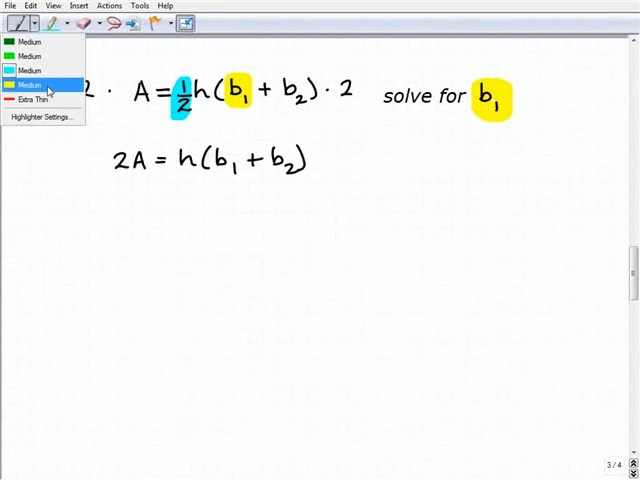 File Edit View Insert Actions Tools Help
Medium
Medium
Medium
Medium
Extra Thin
Highlighter Settings...
2 · A = 1/2 h(b₁ + b₂) · 2 solve for b₁
2A = h(b₁ + b₂)
3/4